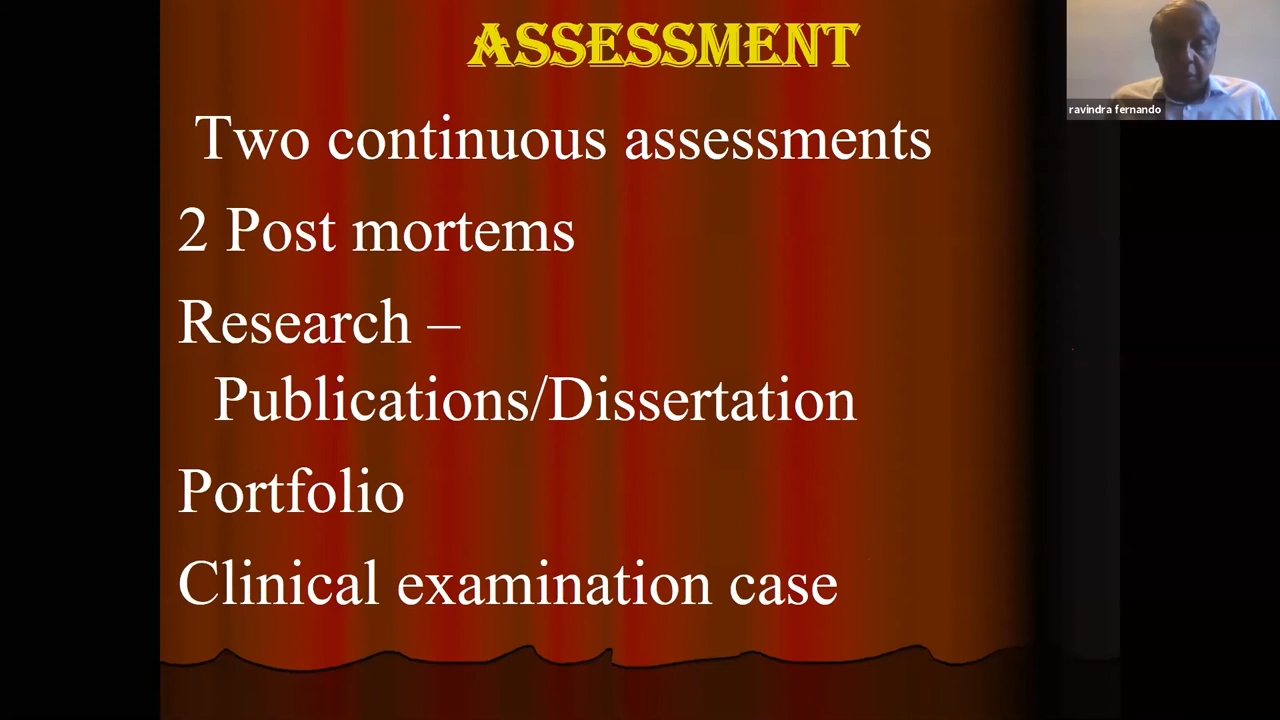 ASSESSMENT
Two continuous assessments
2 Post mortems
Research –
Publications/Dissertation
Portfolio
Clinical examination case
ravindra fernando